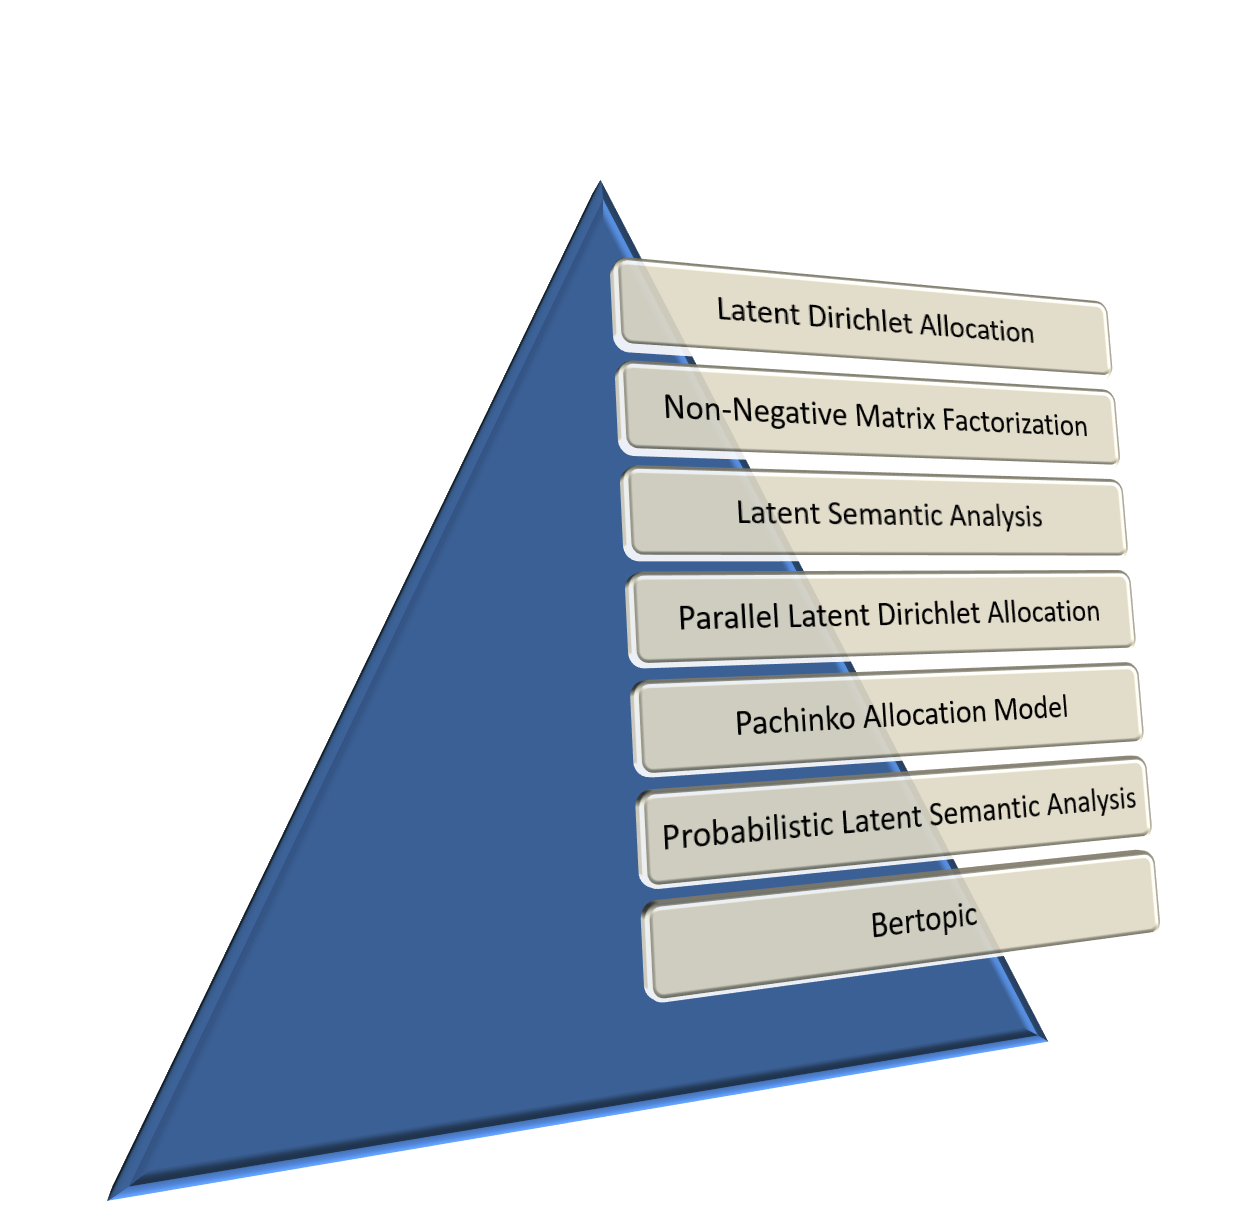 Latent Dirichlet Allocation
Non-Negative Matrix Factorization
Latent Semantic Analysis
Parallel Latent Dirichlet Allocation
Pachinko Allocation Model
Probabilistic Latent Semantic Analysis
Bertopic